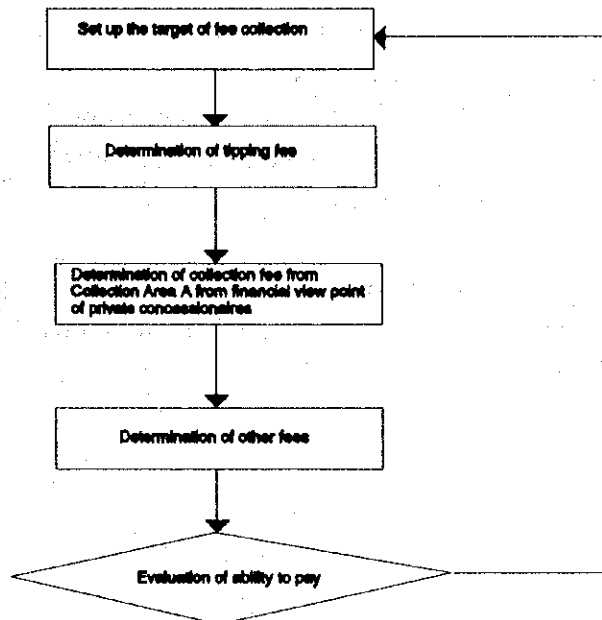 Set up the target of fee collection
Determination of tipping fee
Determination of collection fee from
Collection Area A from financial view point
of private concessionaires
Determination of other fees
Evaluation of ability to pay